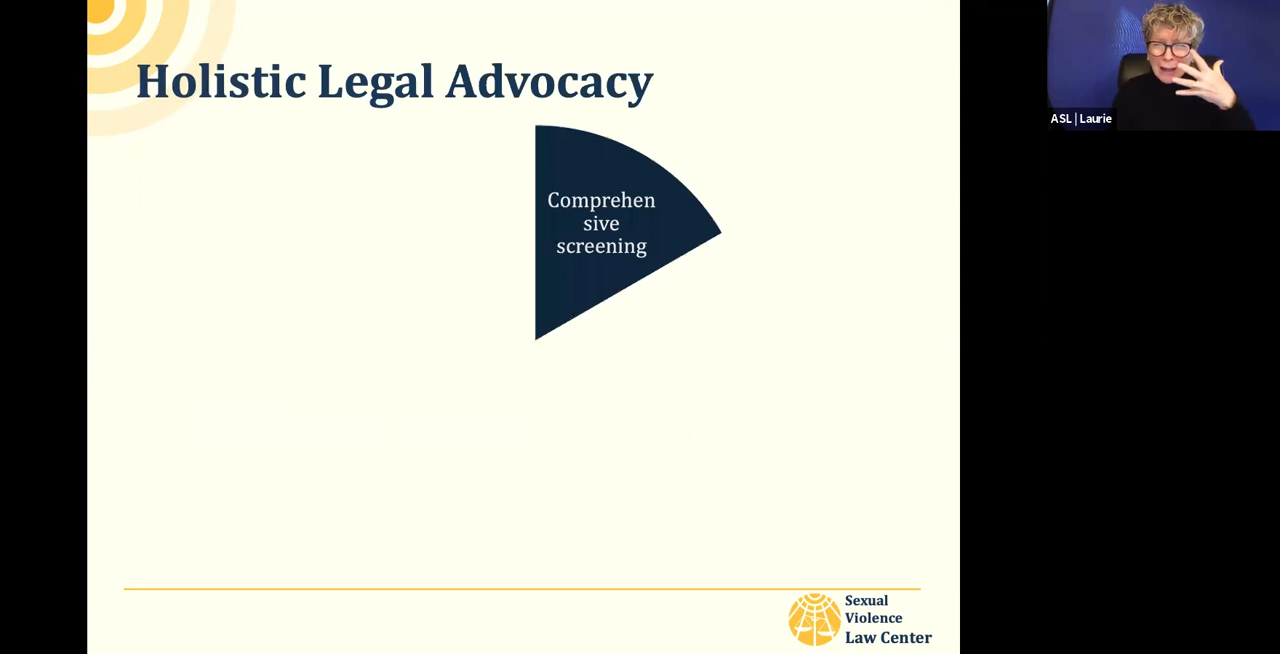 Holistic Legal Advocacy
Comprehen
sive
screening
Sexual
Violence
Law Center
ASL | Laurie